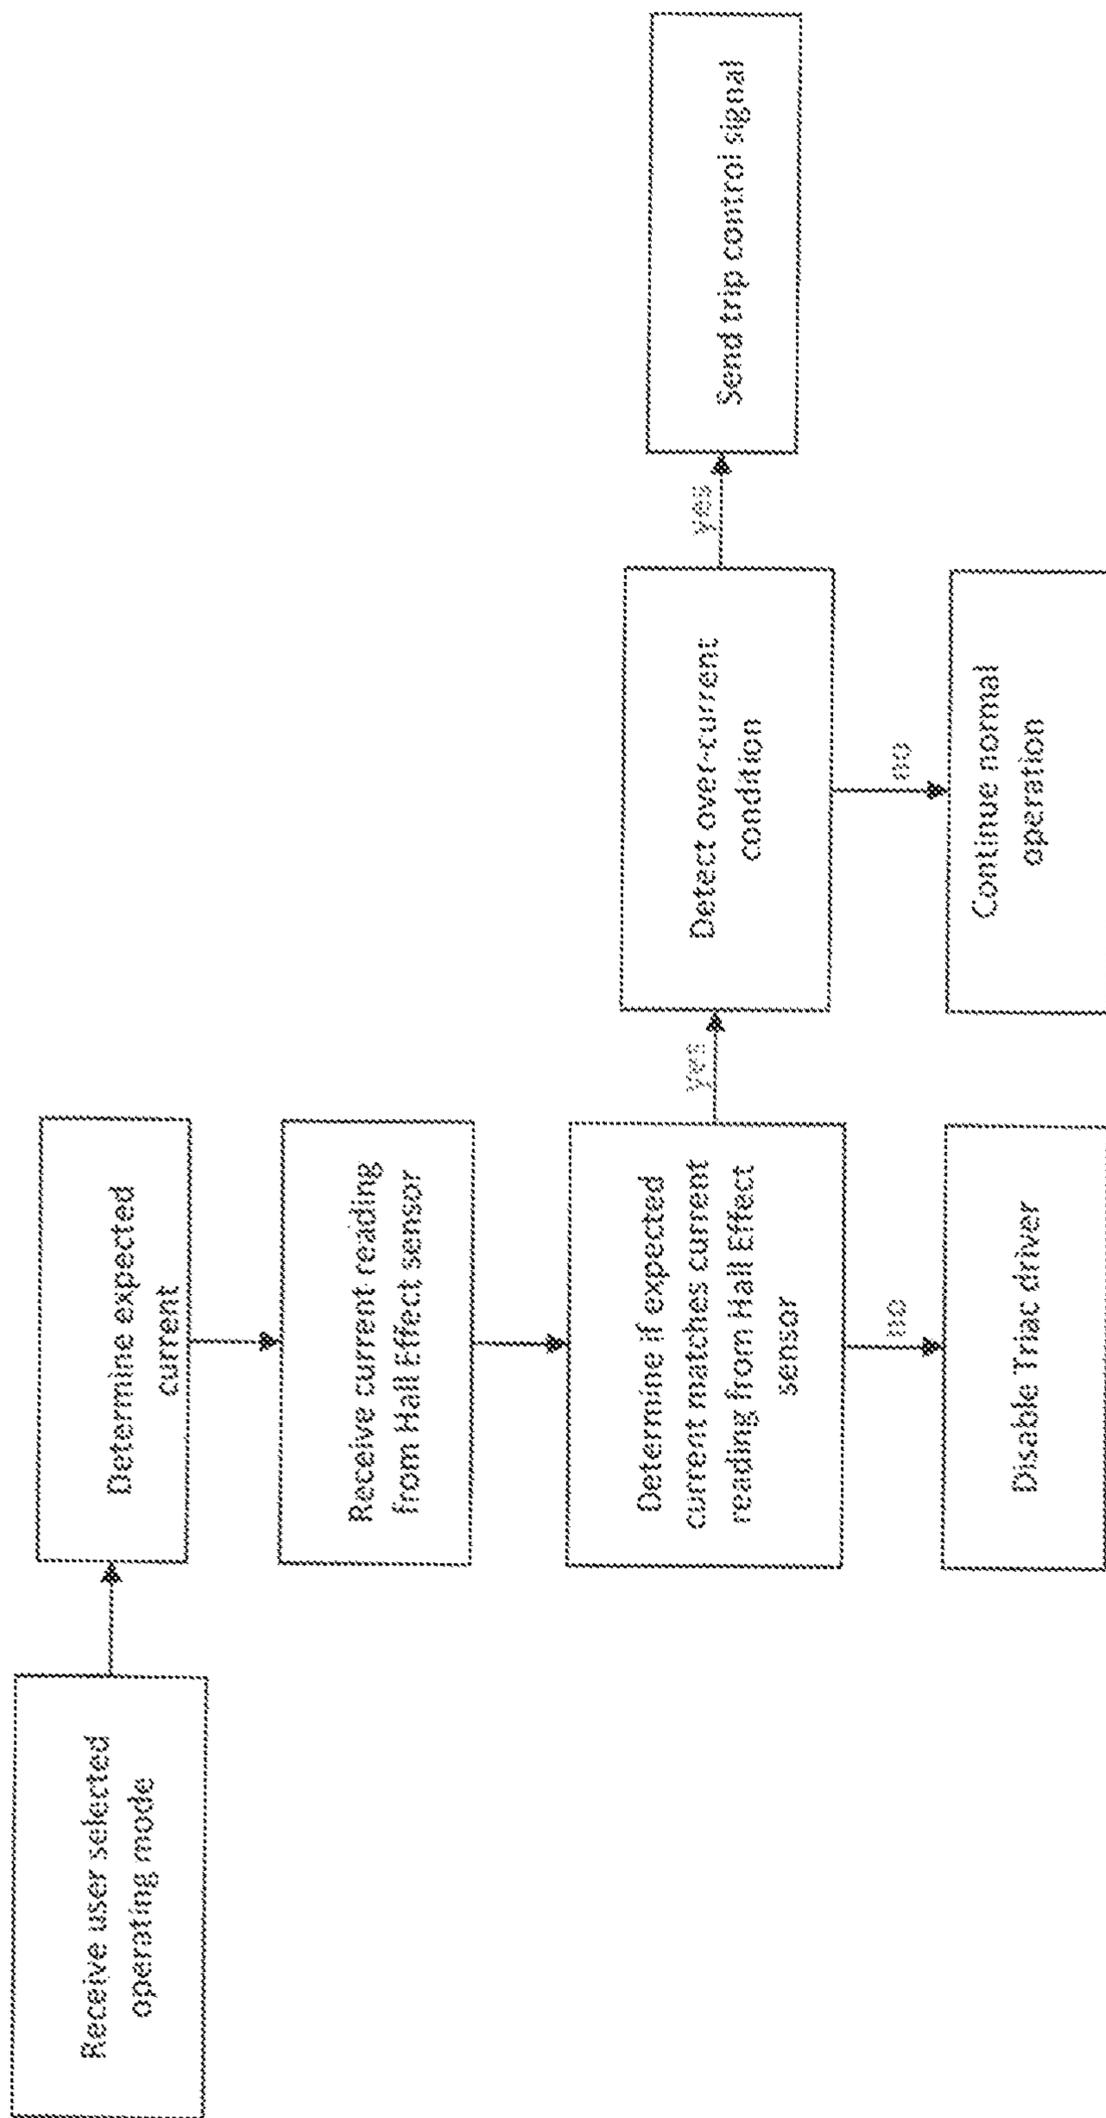 Receive user selected
operating mode
Determine expected
current
Receive current reading
from Hall Effect sensor
Determine if expected
current matches current
reading from Hall Effect
sensor
yes
no
Disable Triac driver
Detect over-current
condition
yes
no
Continue normal
operation
Send trip control signal